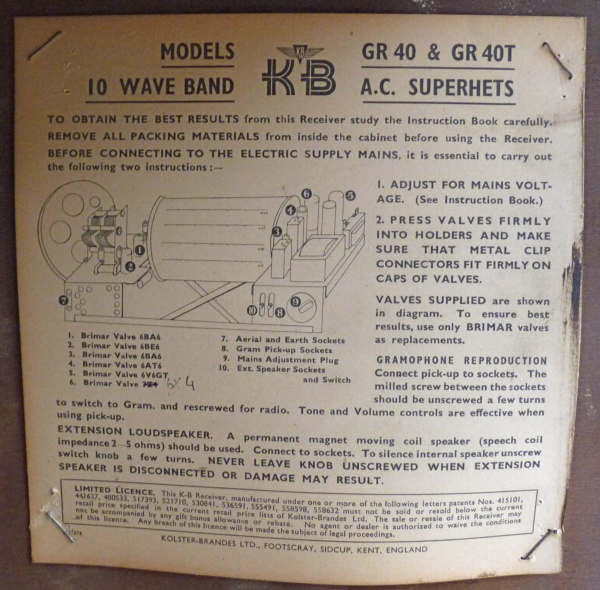 MODELS
10 WAVE BAND
KB
GR 40 & GR 40T
A.C. SUPERHETS
TO OBTAIN THE BEST RESULTS from this Receiver study the Instruction Book carefully.
REMOVE ALL PACKING MATERIALS from inside the cabinet before using the Receiver.
BEFORE CONNECTING TO THE ELECTRIC SUPPLY MAINS, it is essential to carry out
the following two instructions :—
1. ADJUST FOR MAINS VOLT-
AGE. (See Instruction Book.)
2. PRESS VALVES FIRMLY
INTO HOLDERS AND MAKE
SURE THAT METAL CLIP
CONNECTORS FIT FIRMLY ON
CAPS OF VALVES.
VALVES SUPPLIED are shown
in diagram. To ensure best
results, use only BRIMAR valves
as replacements.
1 2 3 4 5 6 7 8 9 10
1. Brimar Valve 6BA6
2. Brimar Valve 6BE6
3. Brimar Valve 6BA6
4. Brimar Valve 6AT6
5. Brimar Valve 6V6GT
6. Brimar Valve 6X4
7. Aerial and Earth Sockets
8. Gram Pick-up Sockets
9. Mains Adjustment Plug
10. Ext. Speaker Sockets
and Switch
GRAMOPHONE REPRODUCTION
Connect pick-up to sockets. The
milled screw between the sockets
should be unscrewed a few turns
to switch to Gram. and rescrewed for radio. Tone and Volume controls are effective when
using pick-up.
EXTENSION LOUDSPEAKER. A permanent magnet moving coil speaker (speech coil
impedance 2—5 ohms) should be used. Connect to sockets. To silence internal speaker unscrew
switch knob a few turns. NEVER LEAVE KNOB UNSCREWED WHEN EXTENSION
SPEAKER IS DISCONNECTED OR DAMAGE MAY RESULT.
LIMITED LICENCE. This K-B Receiver, manufactured under one or more of the following letters patents Nos. 415101,
441637, 400533, 517393, 521710, 530841, 536591, 555491, 558598, 558632 must not be sold or resold below the current
retail price specified in the current retail price lists of Kolster-Brandes Ltd. The sale or resale of this Receiver may
not be accompanied by any gift bonus allowance or rebate. No agent or dealer is authorized to waive the conditions
of this licence. Any breach of this licence will be made the subject of legal proceedings.
KOLSTER-BRANDES LTD., FOOTSCRAY, SIDCUP, KENT, ENGLAND